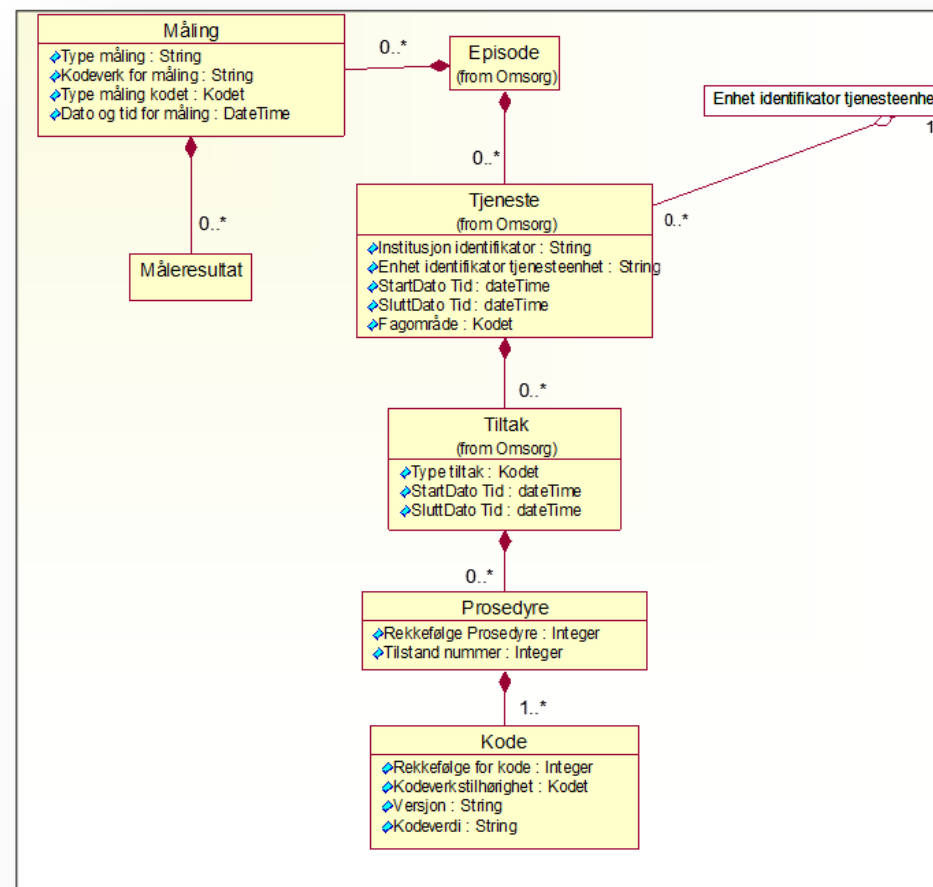 Måling
Type måling : String
Kodeverk for måling : String
Type måling kodet : Kodet
Dato og tid for måling : DateTime
0..*
Episode
(from Omsorg)
Enhet identifikator tjenesteenhe
1
0..*
0..*
0..*
Måleresultat
Tjeneste
(from Omsorg)
Institusjon identifikator : String
Enhet identifikator tjenesteenhet : String
StartDato Tid : dateTime
SluttDato Tid : dateTime
Fagområde : Kodet
0..*
Tiltak
(from Omsorg)
Type tiltak : Kodet
StartDato Tid : dateTime
SluttDato Tid : dateTime
0..*
Prosedyre
Rekkefølge Prosedyre : Integer
Tilstand nummer : Integer
1..*
Kode
Rekkefølge for kode : Integer
Kodeverkstilhørighet : Kodet
Versjon : String
Kodeverdi : String